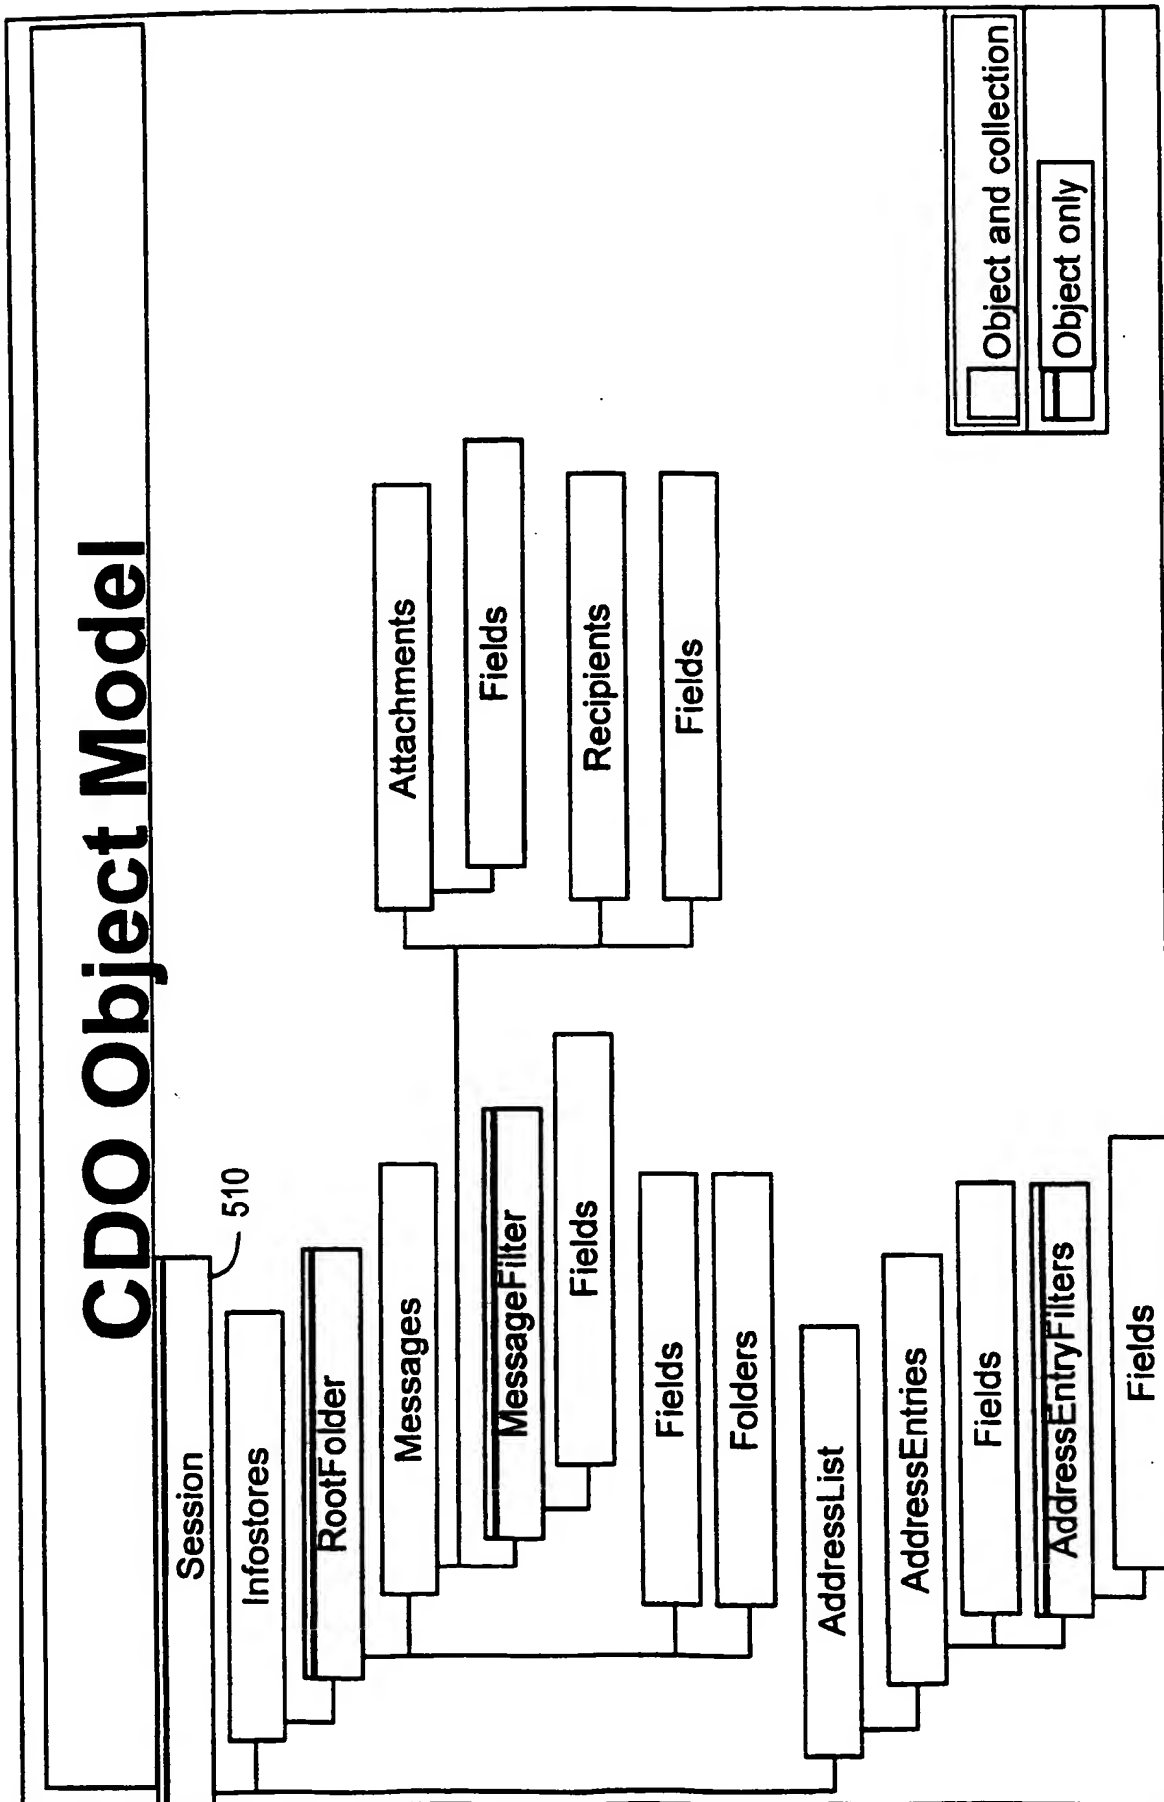 CDO Object Model
Session
510
Infostores
RootFolder
Messages
Attachments
Fields
MessageFilter
Fields
Recipients
Fields
Fields
Folders
AddressList
AddressEntries
Fields
AddressEntryFilters
Fields
Object and collection
Object only